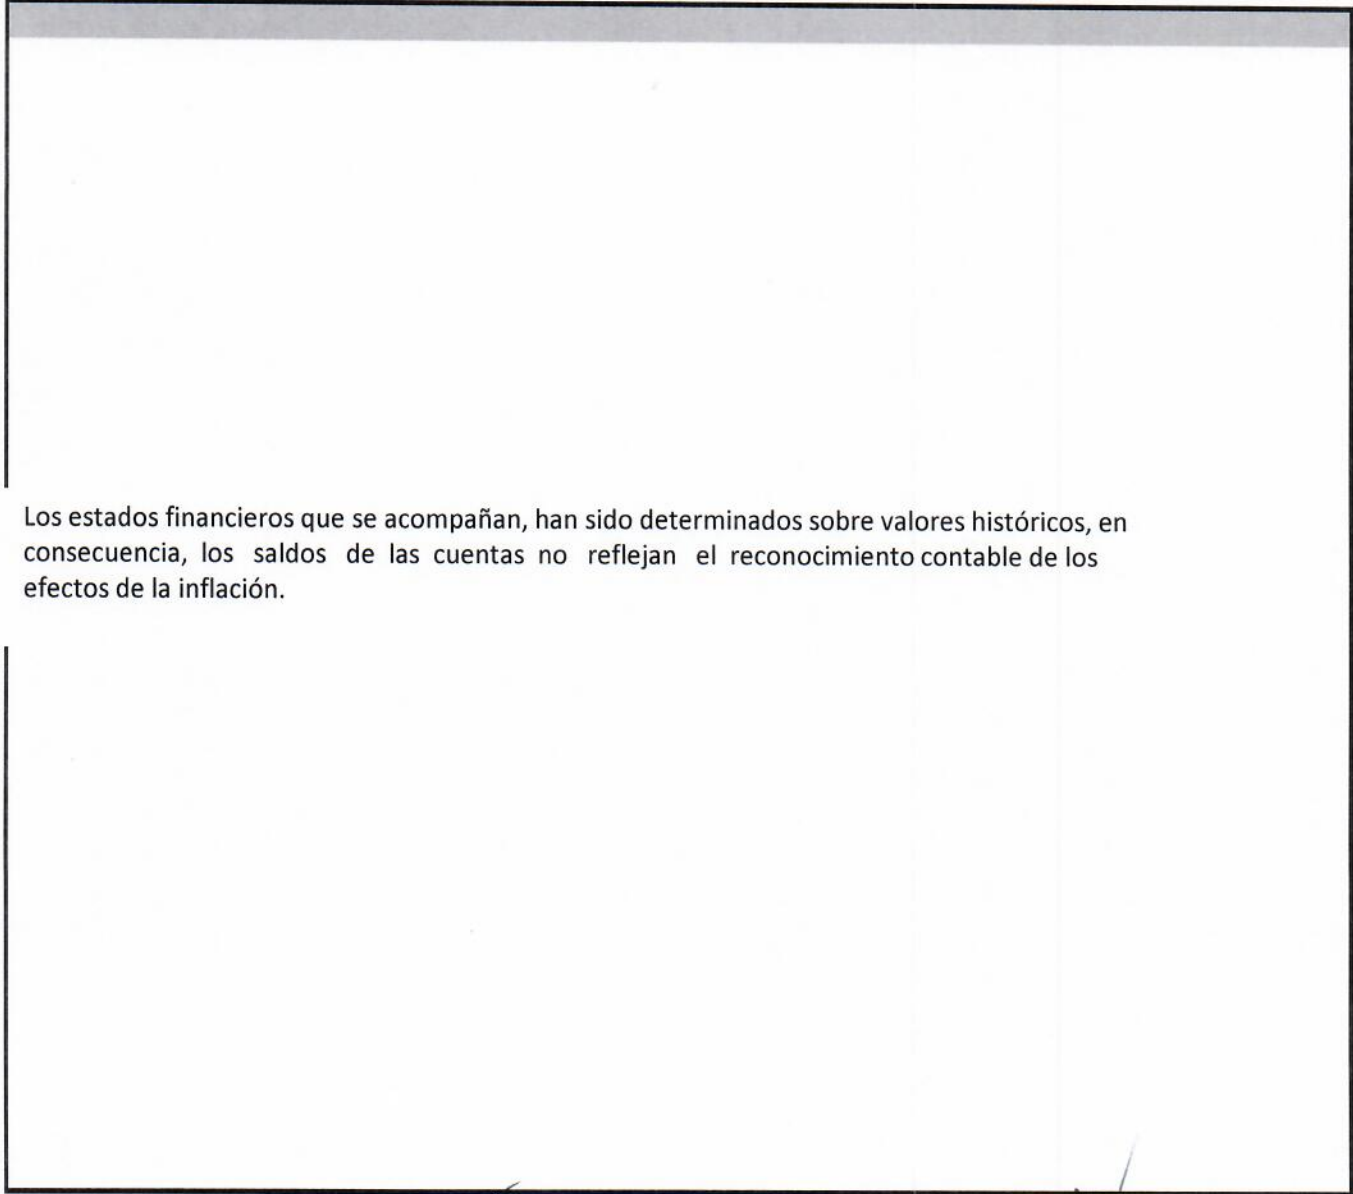 Los estados financieros que se acompañan, han sido determinados sobre valores históricos, en
consecuencia, los saldos de las cuentas no reflejan el reconocimiento contable de los
efectos de la inflación.